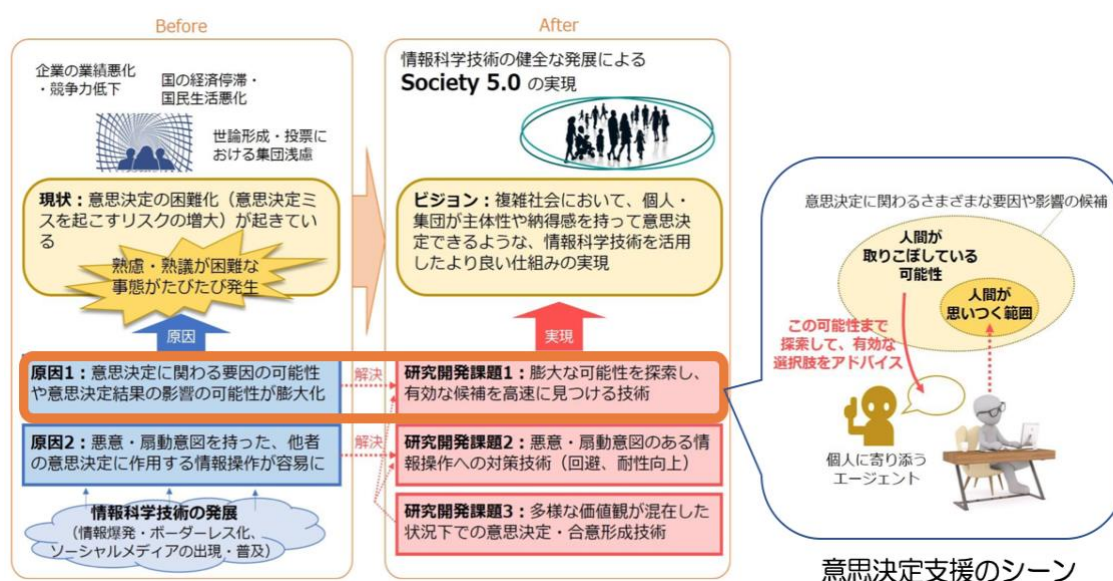 Before
企業の業績悪化
・競争力低下
国の経済停滞・
国民生活悪化
世論形成・投票に
おける集団浅慮
現状：意思決定の困難化（意思決定ミ
スを起こすリスクの増大）が起きてい
る
熟慮・熟議が困難な
事態がたびたび発生
原因
原因1：意思決定に関わる要因の可能性
や意思決定結果の影響の可能性が膨大化
原因2：悪意・扇動意図を持った、他者
の意思決定に作用する情報操作が容易に
情報科学技術の発展
（情報爆発・ボーダーレス化、
ソーシャルメディアの出現・普及）
解決
解決
After
情報科学技術の健全な発展による
Society 5.0 の実現
ビジョン：複雑社会において、個人・
集団が主体性や納得感を持って意思決
定できるような、情報科学技術を活用
したより良い仕組みの実現
実現
研究開発課題1：膨大な可能性を探索し、
有効な候補を高速に見つける技術
研究開発課題2：悪意・扇動意図のある情
報操作への対策技術（回避、耐性向上）
研究開発課題3：多様な価値観が混在した
状況下での意思決定・合意形成技術
意思決定に関わるさまざまな要因や影響の候補
人間が
取りこぼしている
可能性
人間が
思いつく範囲
この可能性まで
探索して、有効な
選択肢をアドバイス
個人に寄り添う
エージェント
意思決定支援のシーン